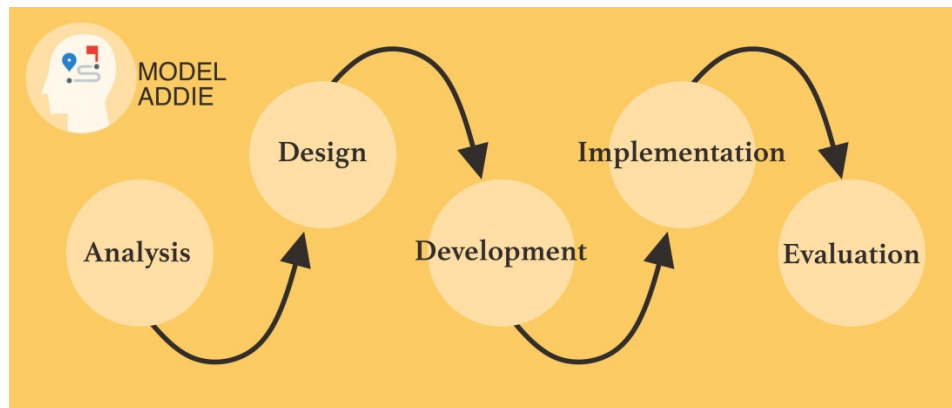 MODEL
ADDIE
Analysis
Design
Development
Implementation
Evaluation